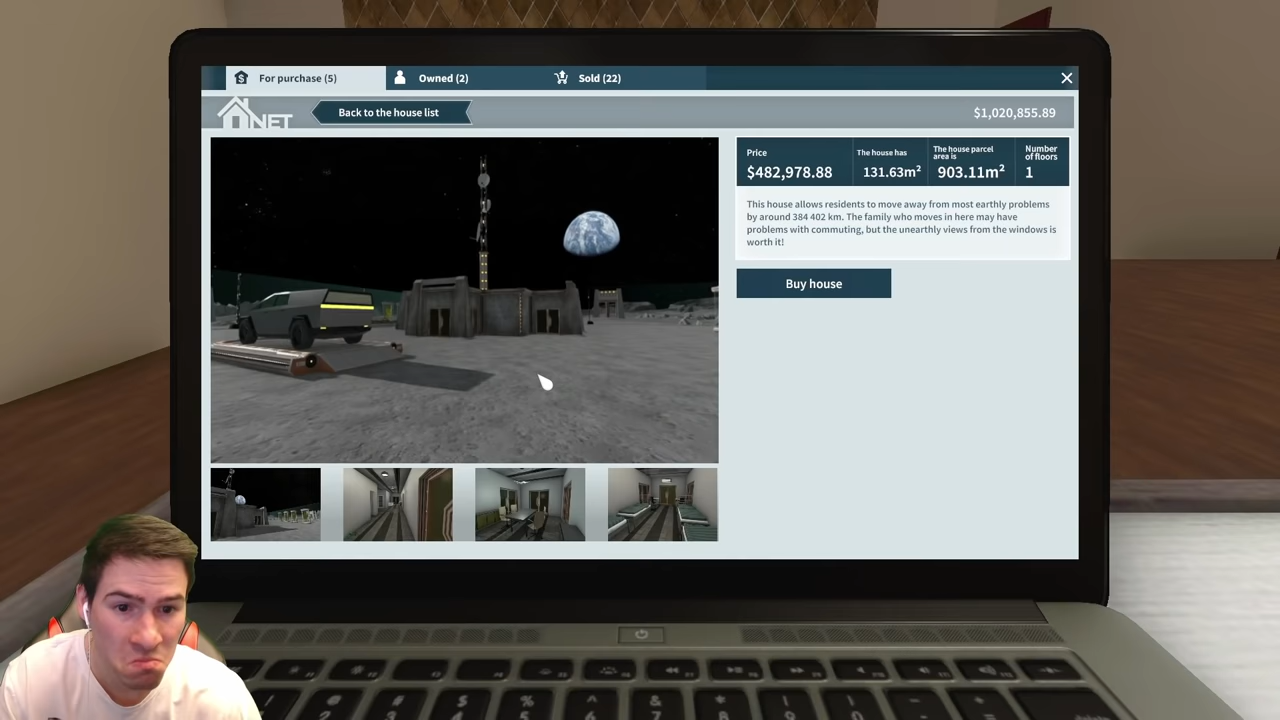 For purchase (5)
Owned (2)
Sold (22)
NET
Back to the house list
$1,020,855.89
Price
$482,978.88
The house has
131.63m²
The house parcel
area is
903.11m²
Number
of floors
1
This house allows residents to move away from most earthly problems
by around 384 402 km. The family who moves in here may have
problems with commuting, but the unearthly views from the windows is
worth it!
Buy house